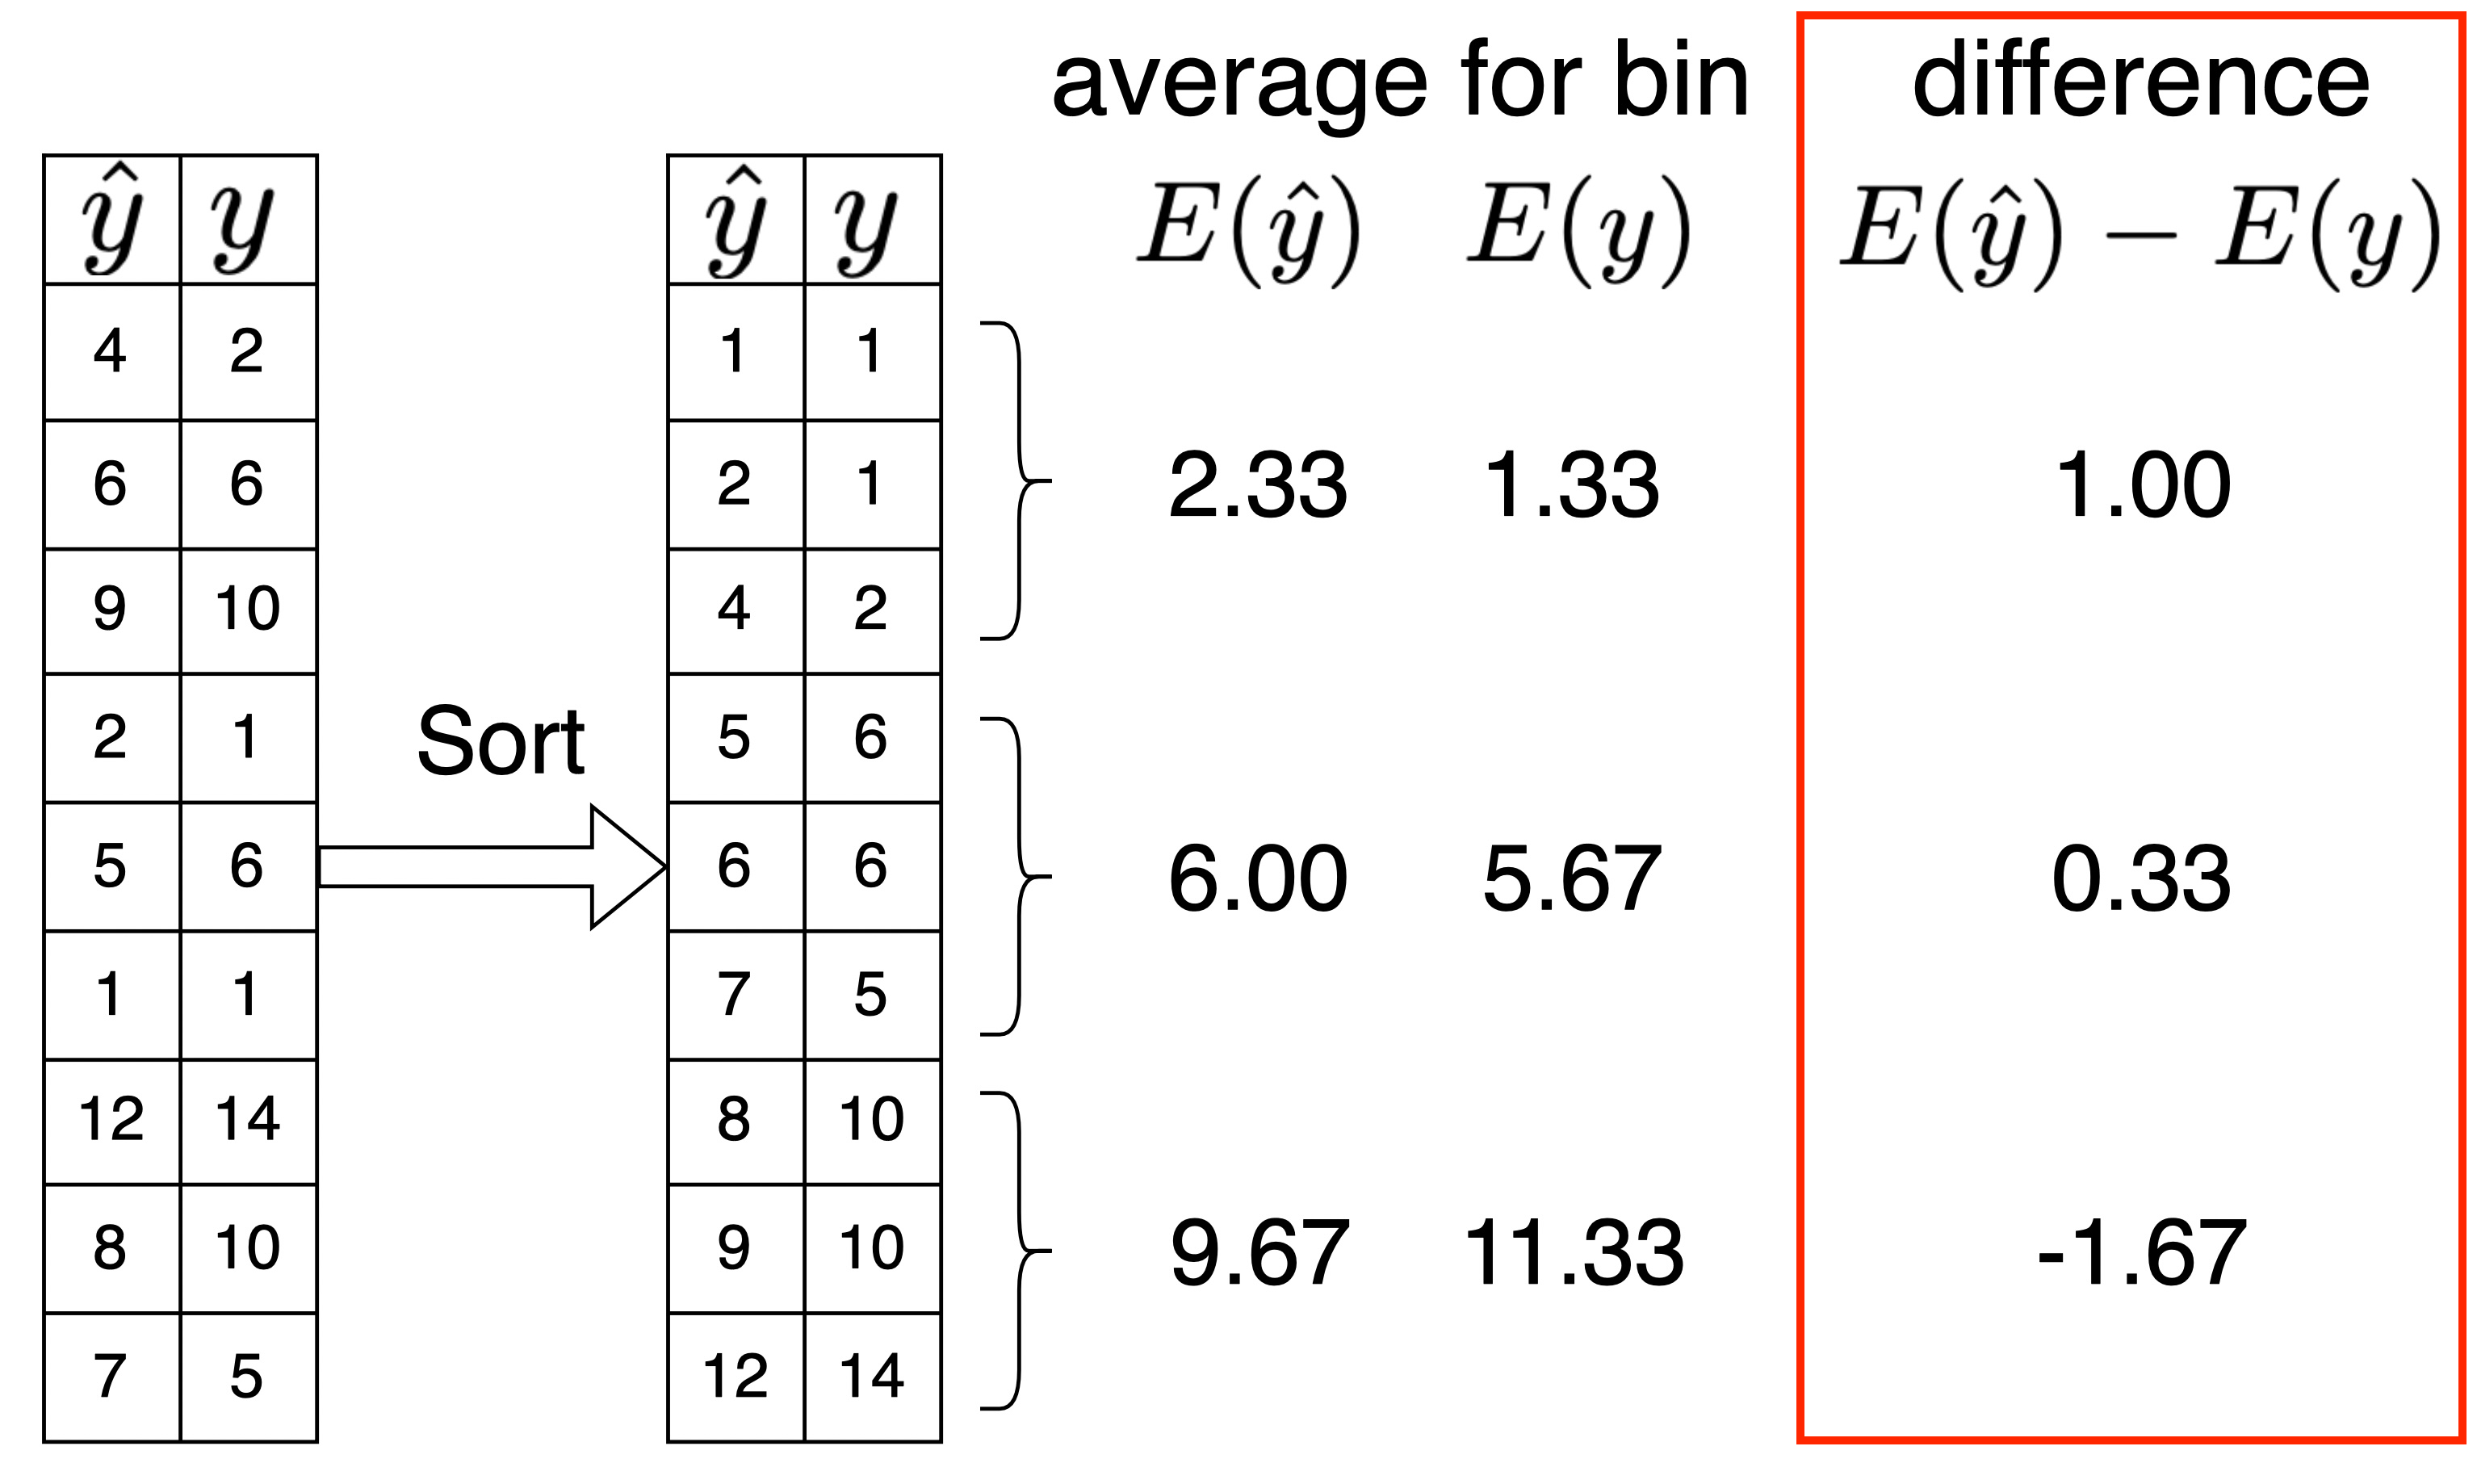 average for bin difference
ŷ y ŷ y E(ŷ) E(y) E(ŷ) − E(y)
4 2 1 1
6 6 2 1 2.33 1.33 1.00
9 10 4 2
2 1 Sort 5 6
5 6 6 6 6.00 5.67 0.33
1 1 7 5
12 14 8 10
8 10 9 10 9.67 11.33 -1.67
7 5 12 14